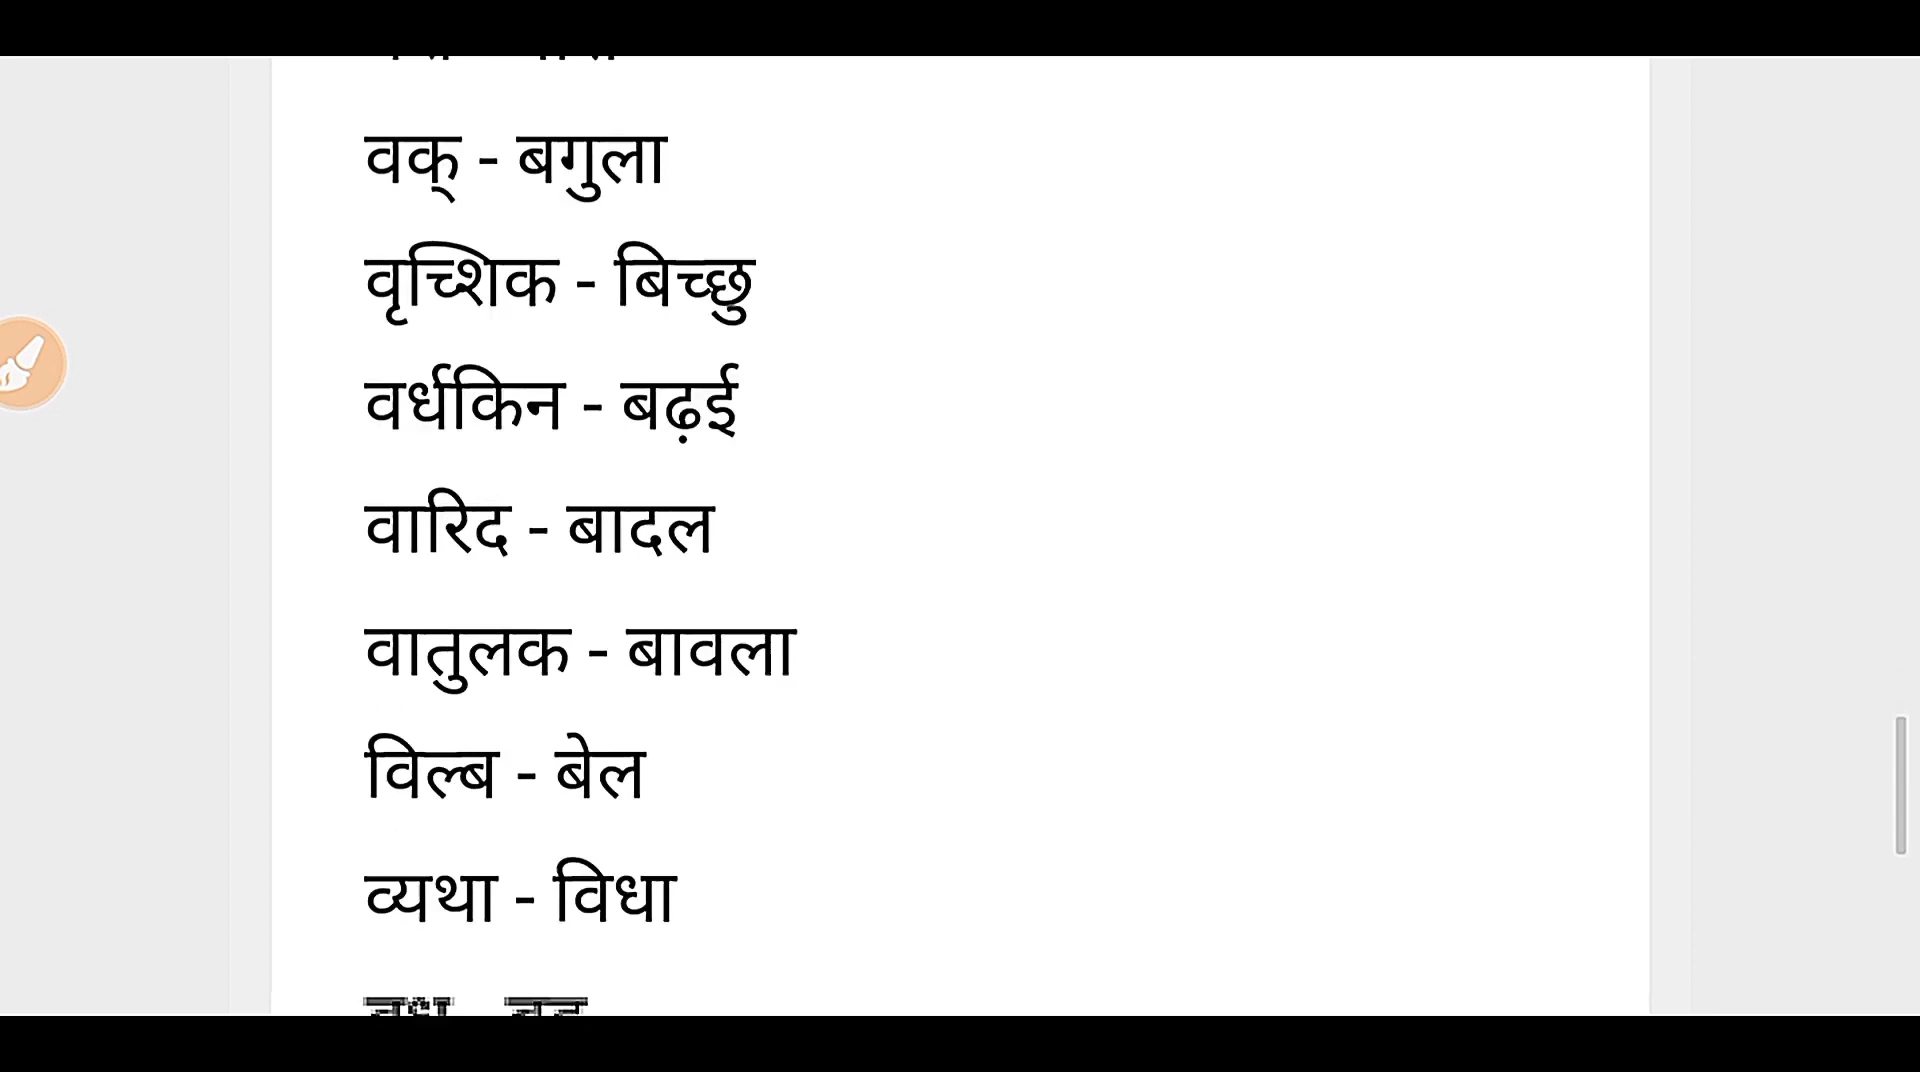 वक् - बगुला
वृच्शिक - बिच्छु
वर्धकिन - बढ़ई
वारिद - बादल
वातुलक - बावला
विल्ब - बेल
व्यथा - विधा